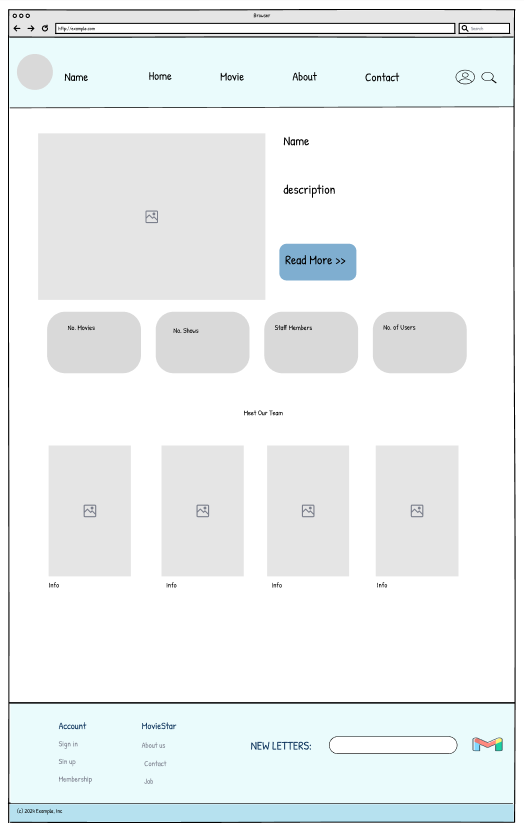 Browser
http://example.com
Search
Name Home Movie About Contact
Name
description
Read More >>
No. Movies
No. Shows
Staff Members
No. of Users
Meet Our Team
Info
Info
Info
Info
Account
Sign in
Sin up
Membership
MovieStar
About us
Contact
Job
NEW LETTERS:
(c) 2024 Example, Inc